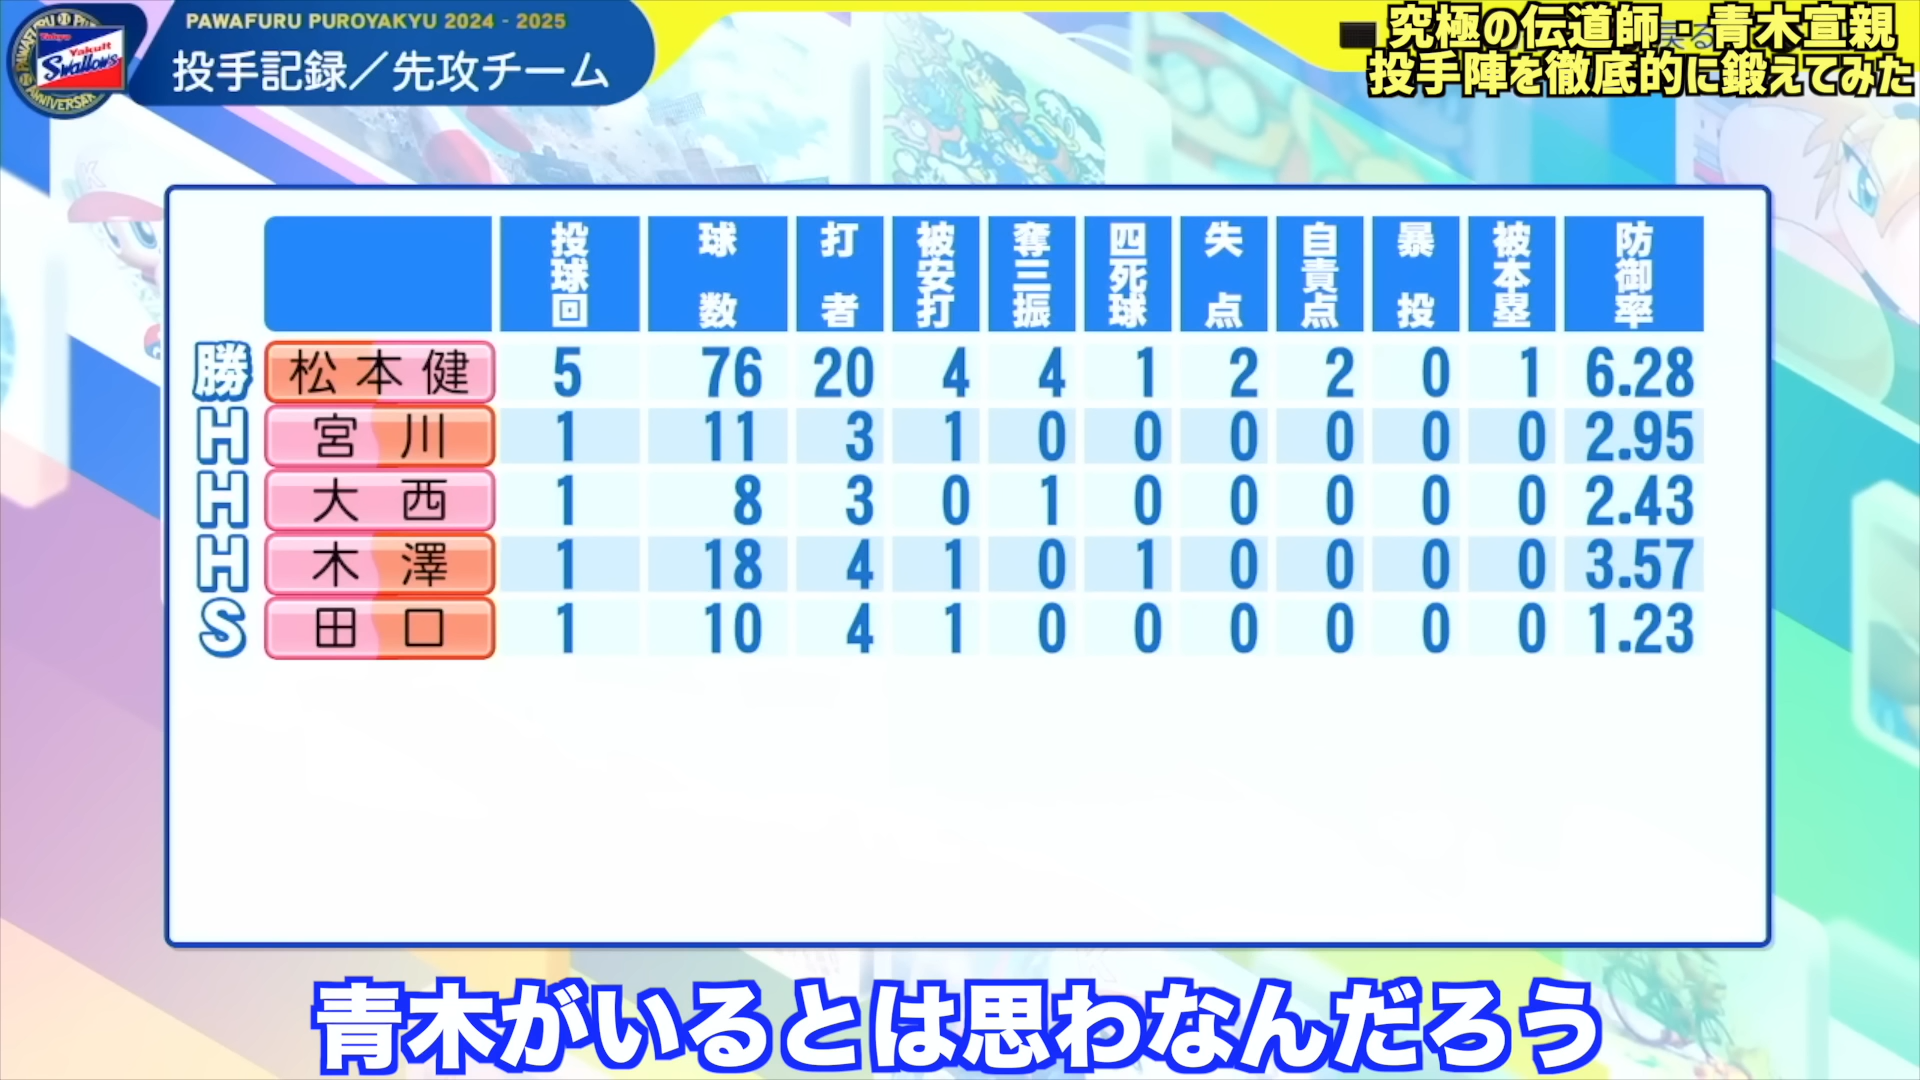 PAWAFURU PUROYAKYU 2024 - 2025
投手記録／先攻チーム
Tokyo
Yakult
Swallows
究極の伝道師・青木宣親
投手陣を徹底的に鍛えてみた
投球回 球数 打者 被安打 奪三振 四死球 失点 自責点 暴投 被本塁 防御率
勝 松本健 5 76 20 4 4 1 2 2 0 1 6.28
H 宮川 1 11 3 1 0 0 0 0 0 0 2.95
H 大西 1 8 3 0 1 0 0 0 0 0 2.43
H 木澤 1 18 4 1 0 1 0 0 0 0 3.57
S 田口 1 10 4 1 0 0 0 0 0 0 1.23
青木がいるとは思わなんだろう